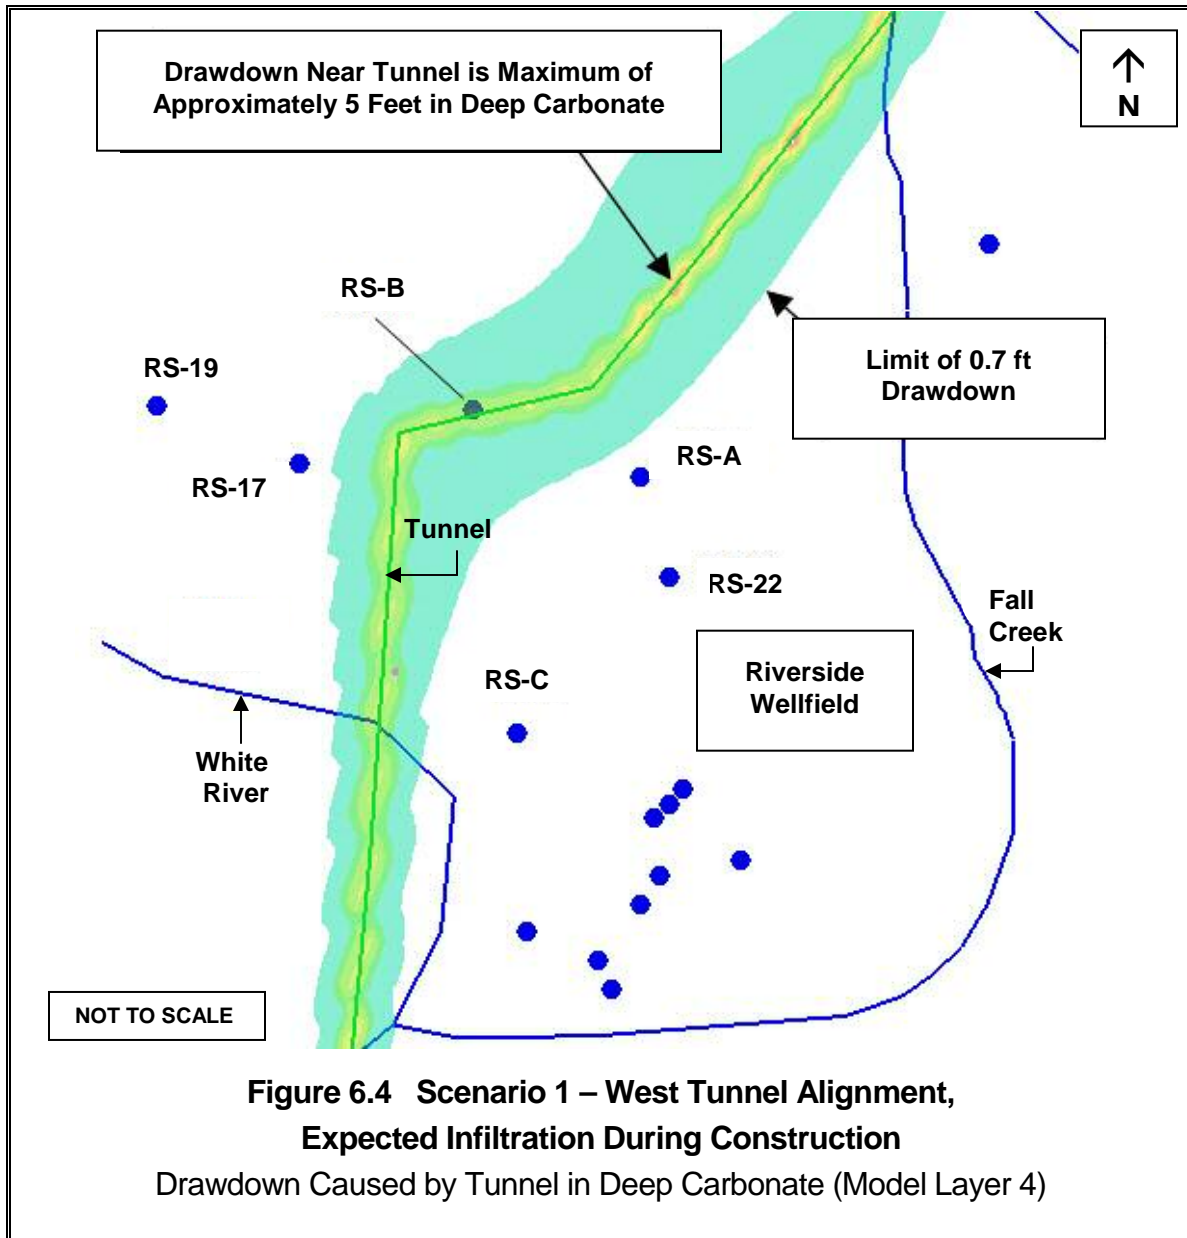 Drawdown Near Tunnel is Maximum of
Approximately 5 Feet in Deep Carbonate
N
RS-B
RS-19
Limit of 0.7 ft
Drawdown
RS-A
RS-17
Tunnel
RS-22
Fall
Creek
Riverside
Wellfield
RS-C
White
River
NOT TO SCALE
Figure 6.4 Scenario 1 – West Tunnel Alignment,
Expected Infiltration During Construction
Drawdown Caused by Tunnel in Deep Carbonate (Model Layer 4)